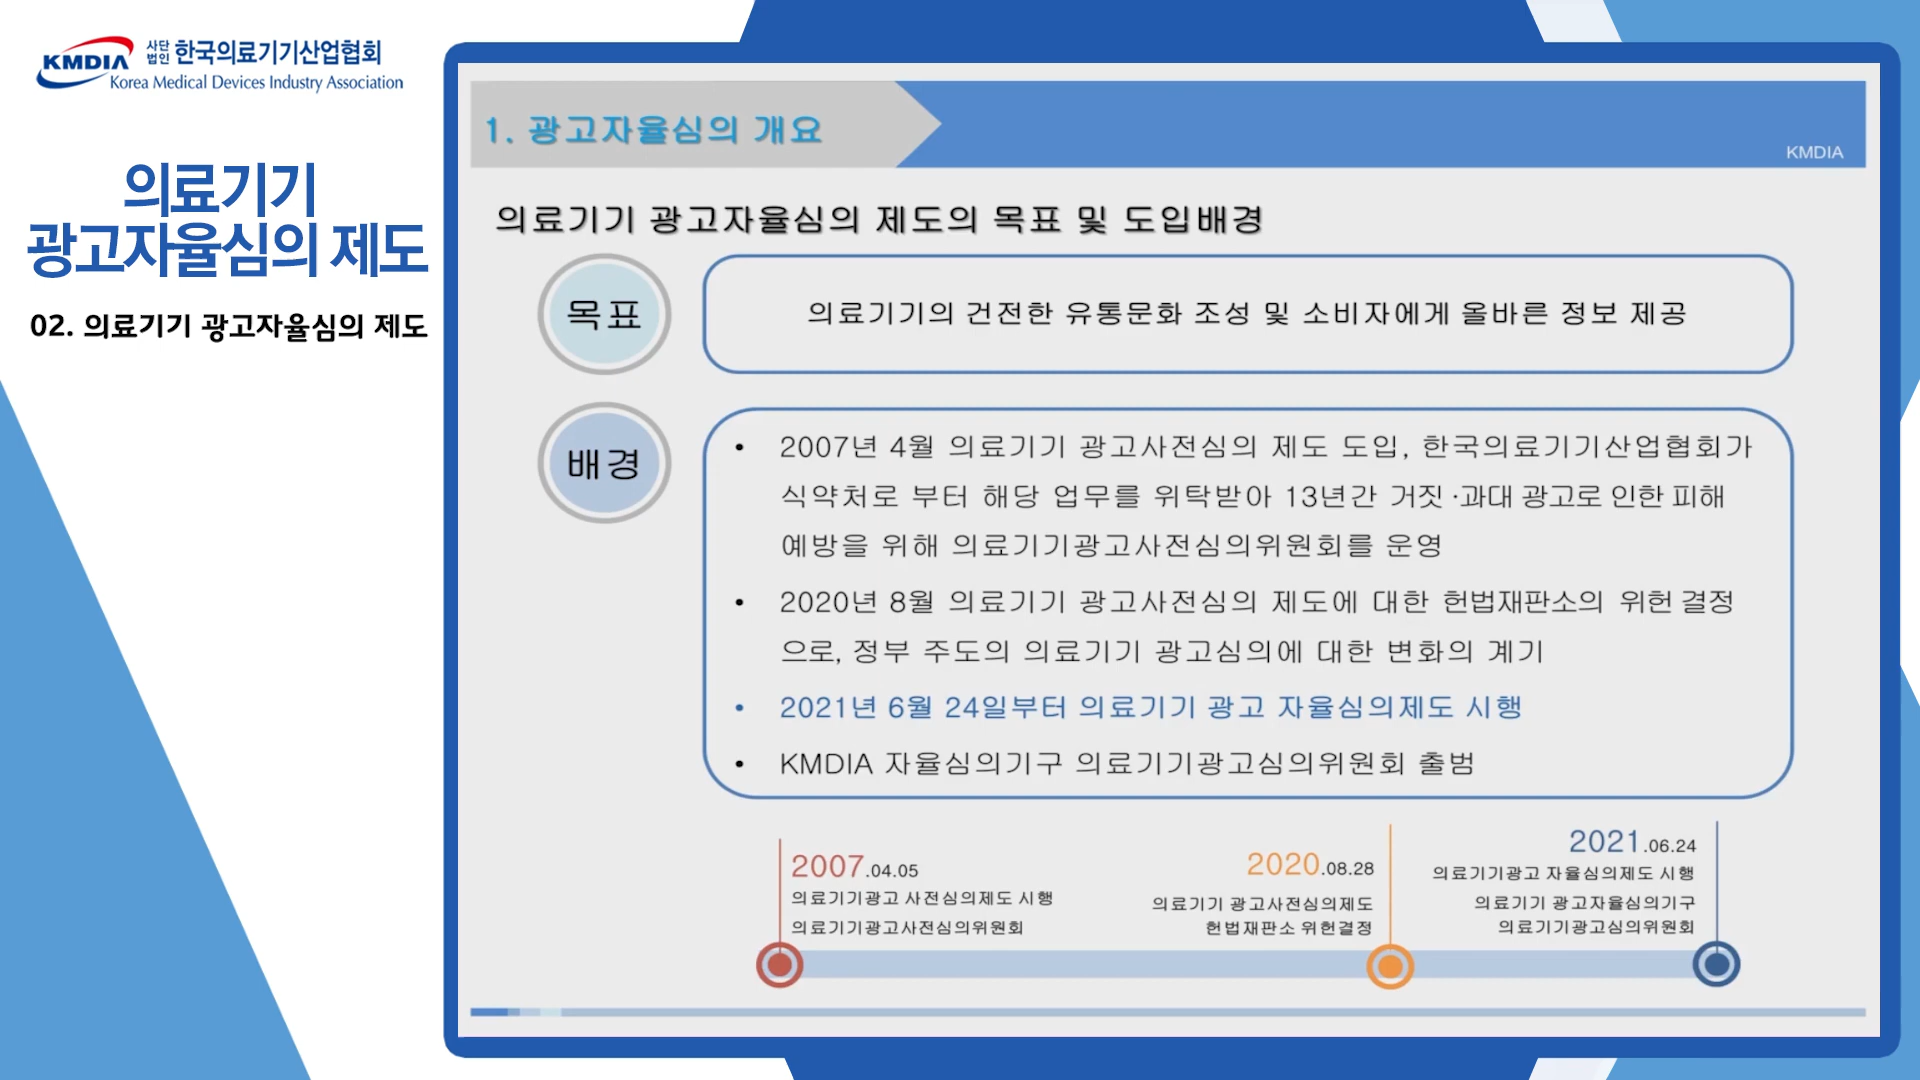 KMDIA 사단법인 한국의료기기산업협회
Korea Medical Devices Industry Association
의료기기
광고자율심의 제도
02. 의료기기 광고자율심의 제도
1. 광고자율심의 개요
KMDIA
의료기기 광고자율심의 제도의 목표 및 도입배경
목표
의료기기의 건전한 유통문화 조성 및 소비자에게 올바른 정보 제공
배경
• 2007년 4월 의료기기 광고사전심의 제도 도입, 한국의료기기산업협회가
식약처로 부터 해당 업무를 위탁받아 13년간 거짓·과대 광고로 인한 피해
예방을 위해 의료기기광고사전심의위원회를 운영
• 2020년 8월 의료기기 광고사전심의 제도에 대한 헌법재판소의 위헌 결정
으로, 정부 주도의 의료기기 광고심의에 대한 변화의 계기
• 2021년 6월 24일부터 의료기기 광고 자율심의제도 시행
• KMDIA 자율심의기구 의료기기광고심의위원회 출범
2007.04.05
의료기기광고 사전심의제도 시행
의료기기광고사전심의위원회
2020.08.28
의료기기 광고사전심의제도
헌법재판소 위헌결정
2021.06.24
의료기기광고 자율심의제도 시행
의료기기 광고자율심의기구
의료기기광고심의위원회